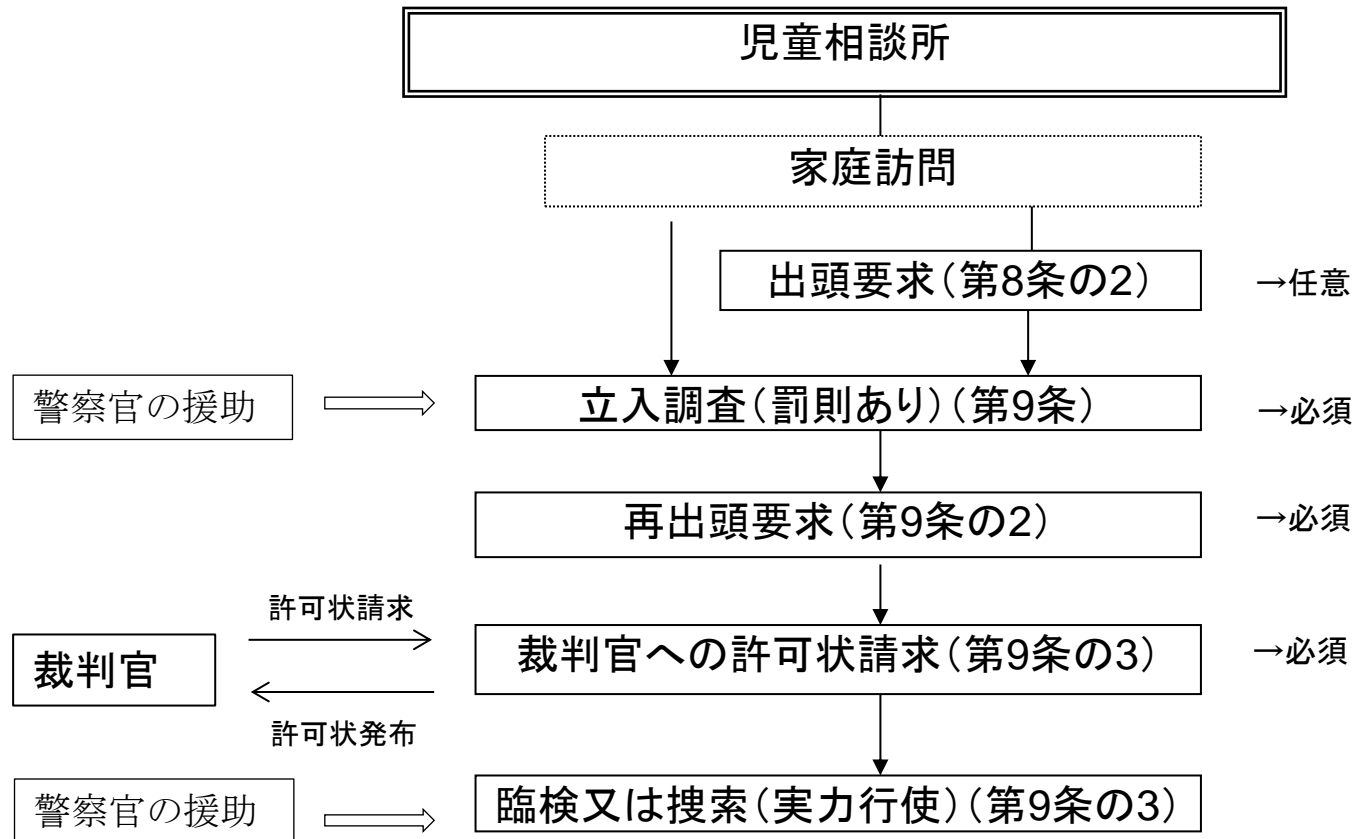 児童相談所
家庭訪問
出頭要求（第8条の2）
→任意
警察官の援助
立入調査（罰則あり）（第9条）
→必須
再出頭要求（第9条の2）
→必須
許可状請求
裁判官
裁判官への許可状請求（第9条の3）
→必須
許可状発布
警察官の援助
臨検又は捜索（実力行使）（第9条の3）